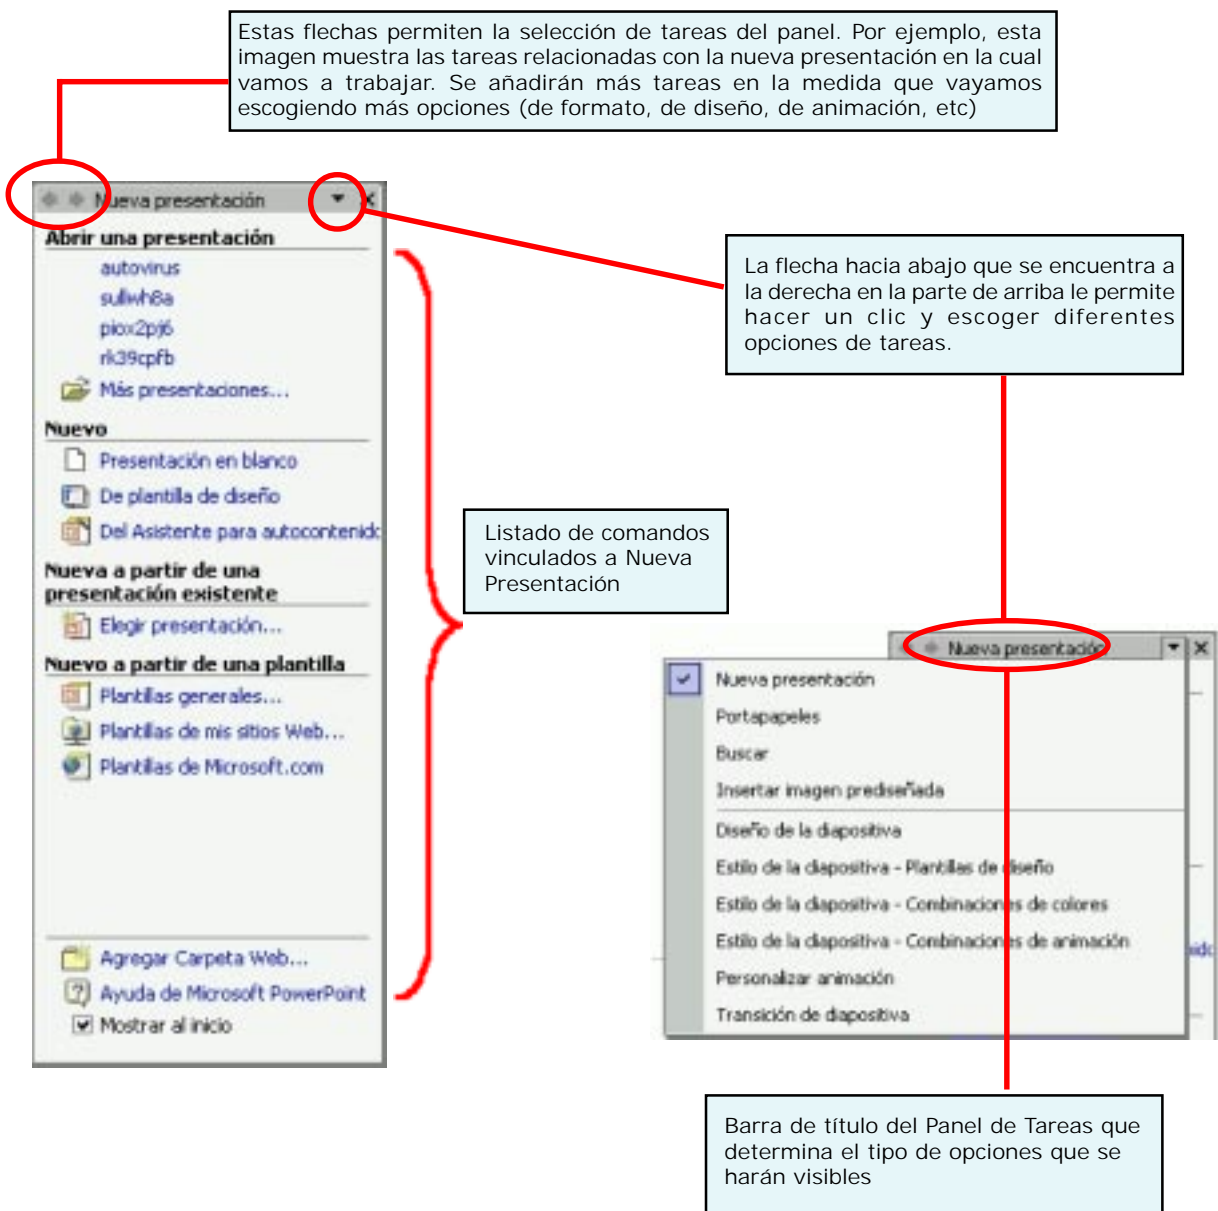 Estas flechas permiten la selección de tareas del panel. Por ejemplo, esta
imagen muestra las tareas relacionadas con la nueva presentación en la cual
vamos a trabajar. Se añadirán más tareas en la medida que vayamos
escogiendo más opciones (de formato, de diseño, de animación, etc)
Nueva presentación
Abrir una presentación
autovirus
sullwh8a
piox2pj6
rk39cpfb
Más presentaciones...
Nuevo
Presentación en blanco
De plantilla de diseño
Del Asistente para autocontenido
Nueva a partir de una
presentación existente
Elegir presentación...
Nuevo a partir de una plantilla
Plantillas generales...
Plantillas de mis sitios Web...
Plantillas de Microsoft.com
Agregar Carpeta Web...
Ayuda de Microsoft PowerPoint
Mostrar al inicio
La flecha hacia abajo que se encuentra a
la derecha en la parte de arriba le permite
hacer un clic y escoger diferentes
opciones de tareas.
Listado de comandos
vinculados a Nueva
Presentación
Nueva presentación
Nueva presentación
Portapapeles
Buscar
Insertar imagen prediseñada
Diseño de la diapositiva
Estilo de la diapositiva - Plantillas de diseño
Estilo de la diapositiva - Combinaciones de colores
Estilo de la diapositiva - Combinaciones de animación
Personalizar animación
Transición de diapositiva
Barra de título del Panel de Tareas que
determina el tipo de opciones que se
harán visibles